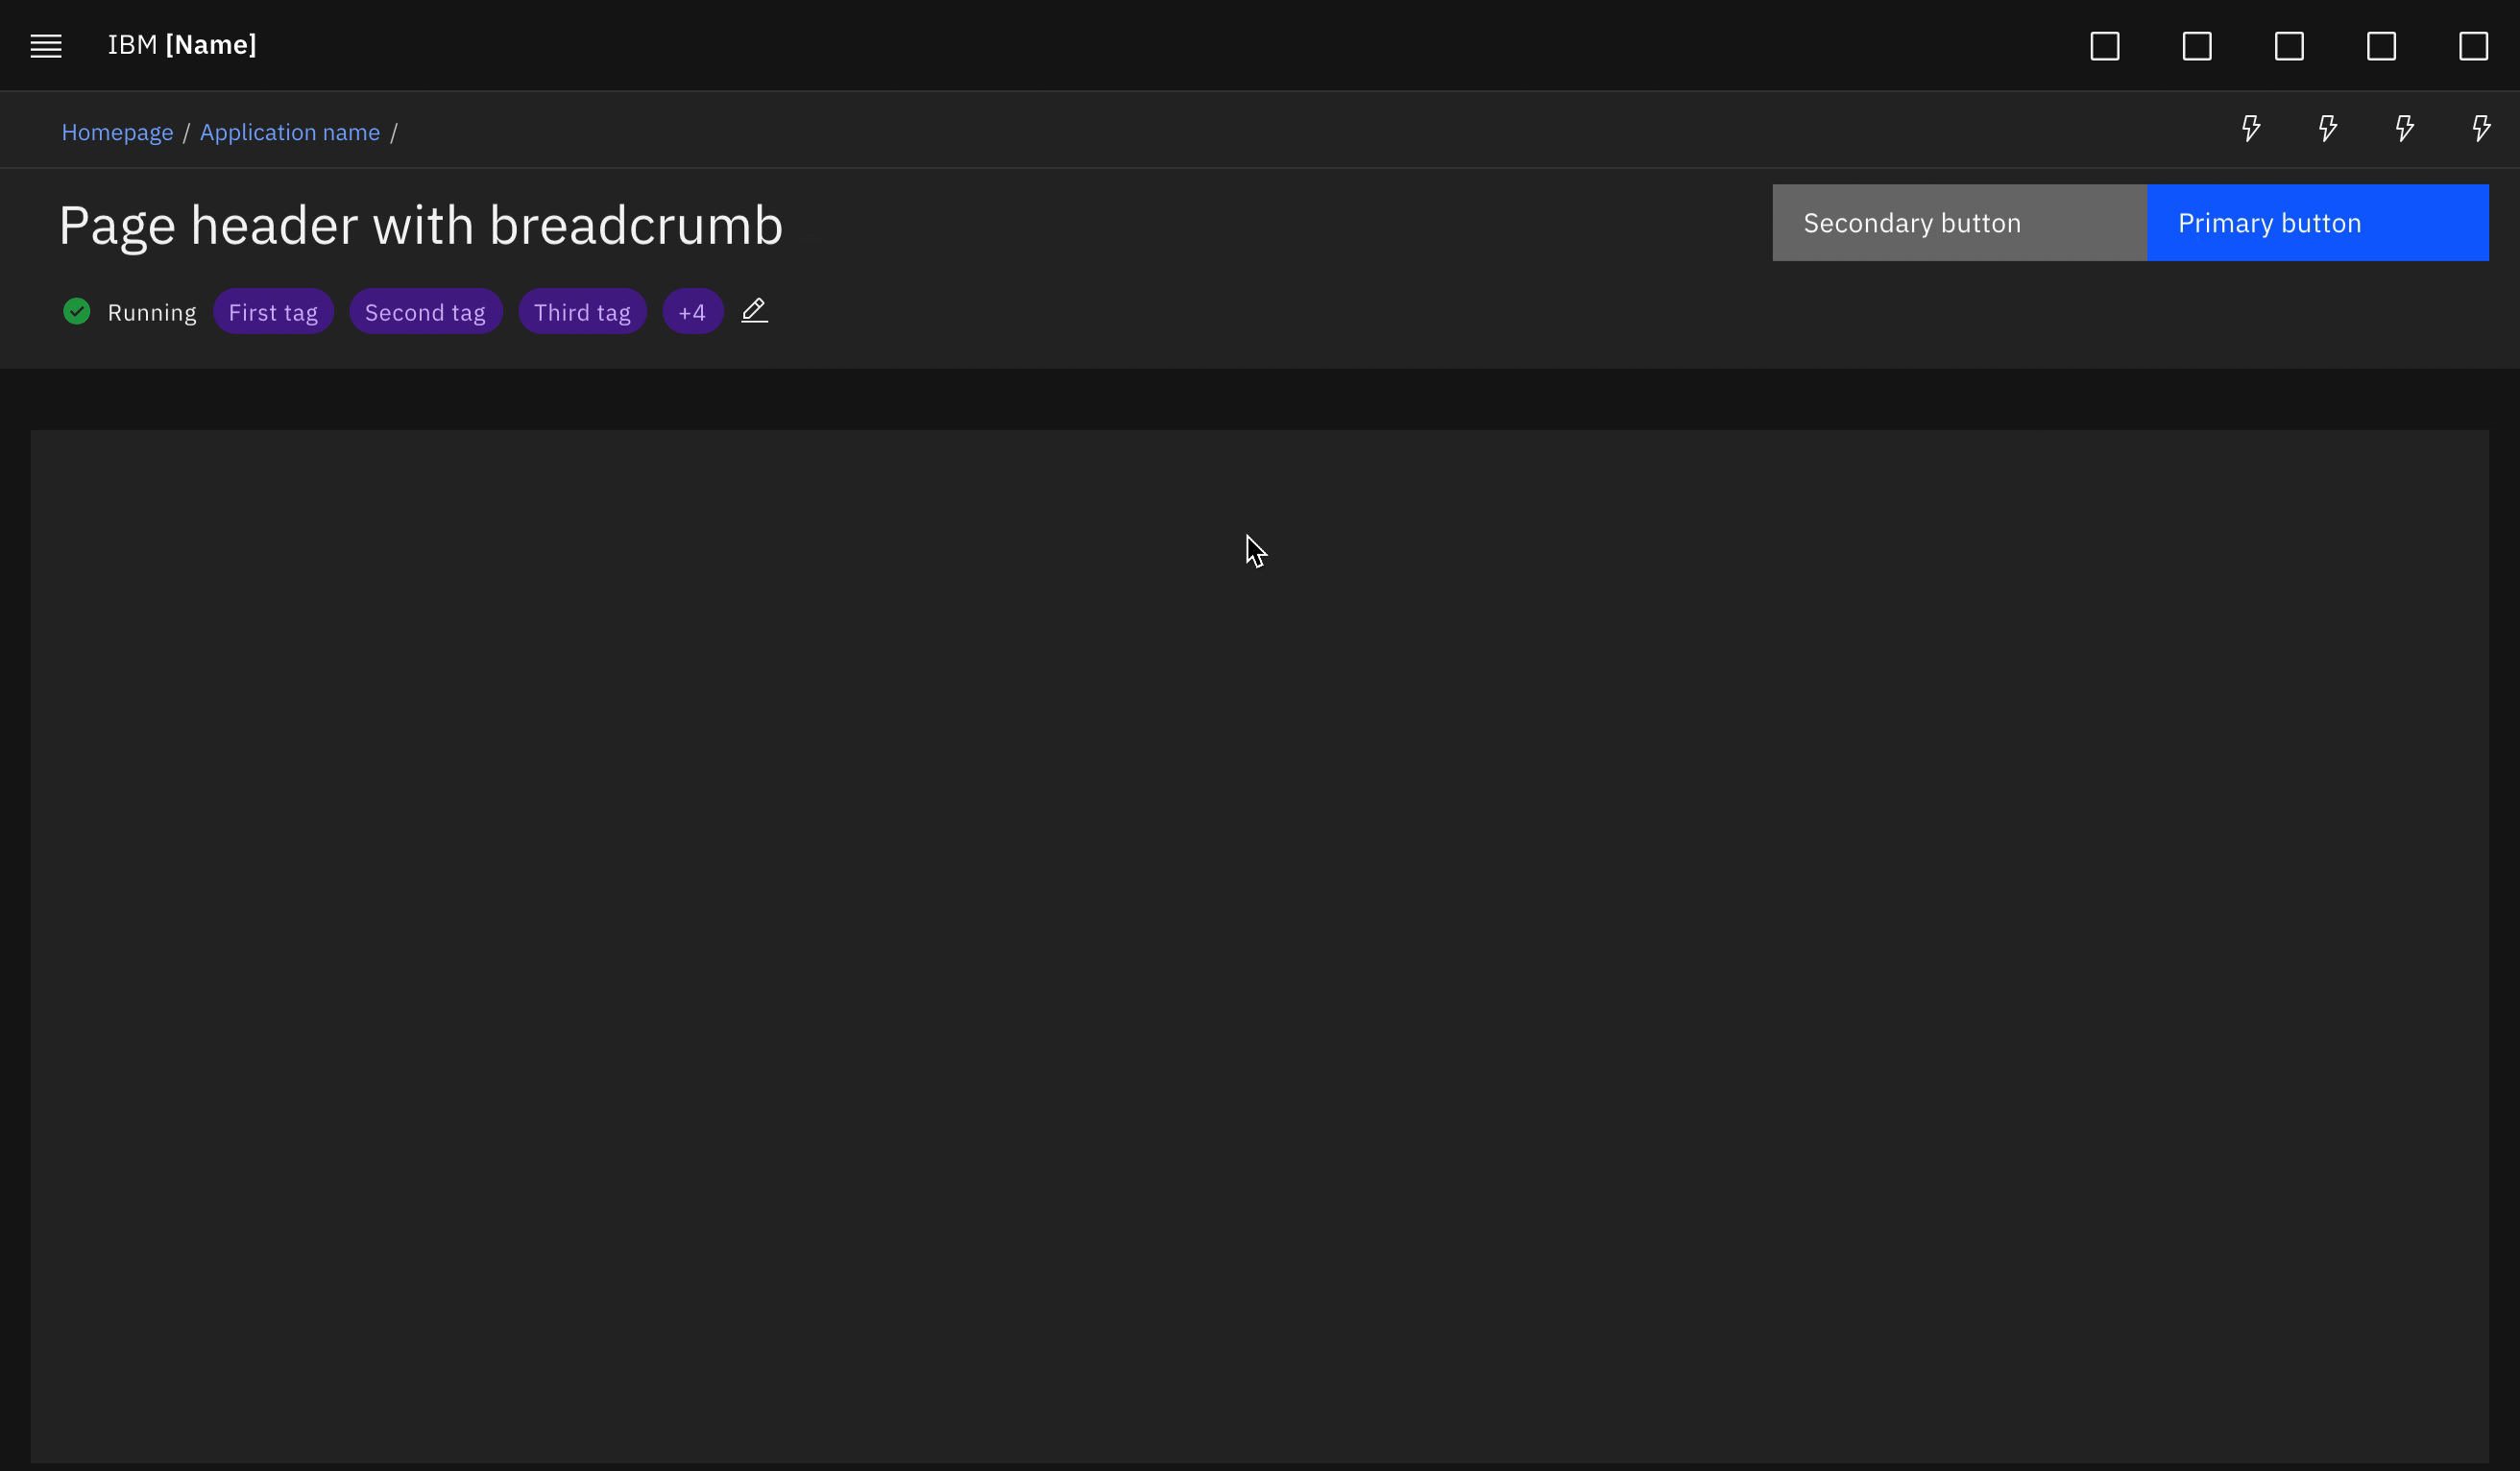 IBM [Name]
Homepage / Application name /
Page header with breadcrumb
Secondary button
Primary button
Running
First tag
Second tag
Third tag
+4